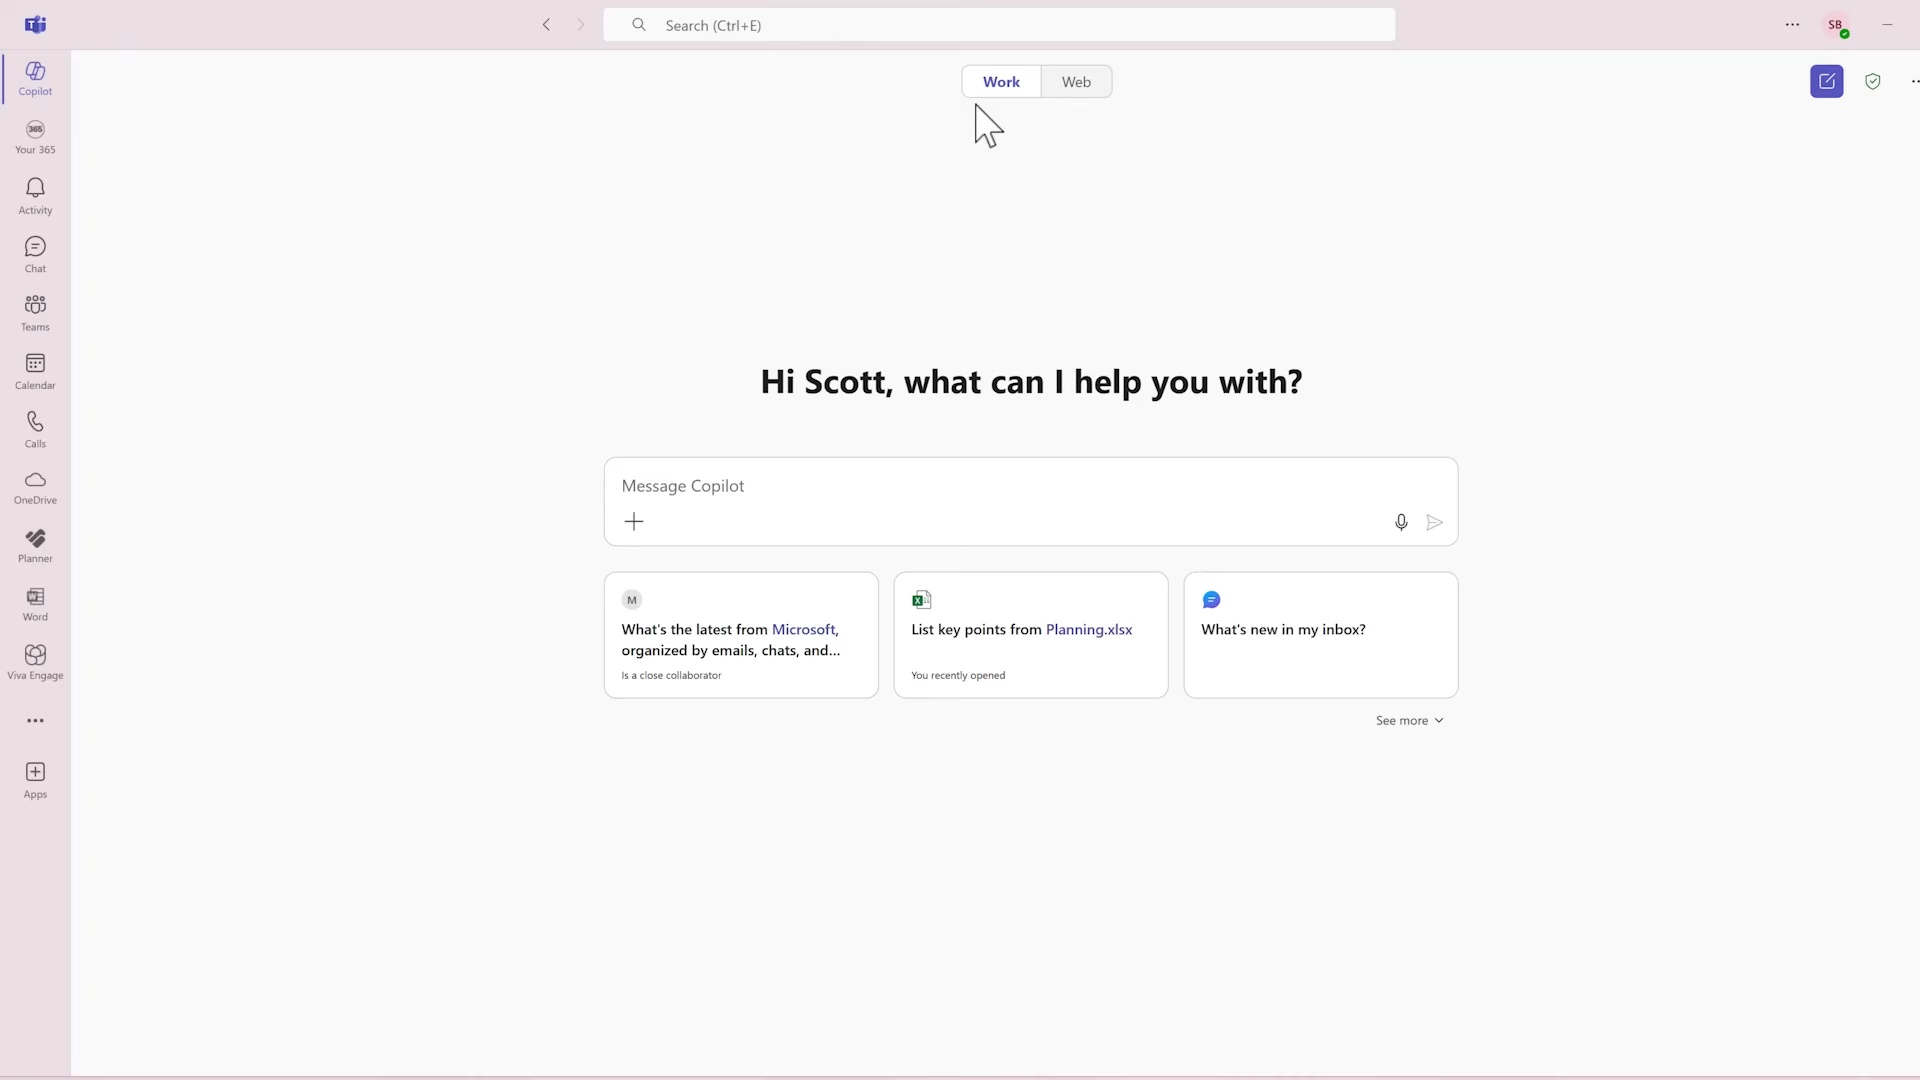 Search (Ctrl+E)
SB
Copilot
365
Your 365
Activity
Chat
Teams
Calendar
Calls
OneDrive
Planner
Word
Viva Engage
Apps
Work
Web
Hi Scott, what can I help you with?
Message Copilot
M
What's the latest from Microsoft,
organized by emails, chats, and...
Is a close collaborator
List key points from Planning.xlsx
You recently opened
What's new in my inbox?
See more